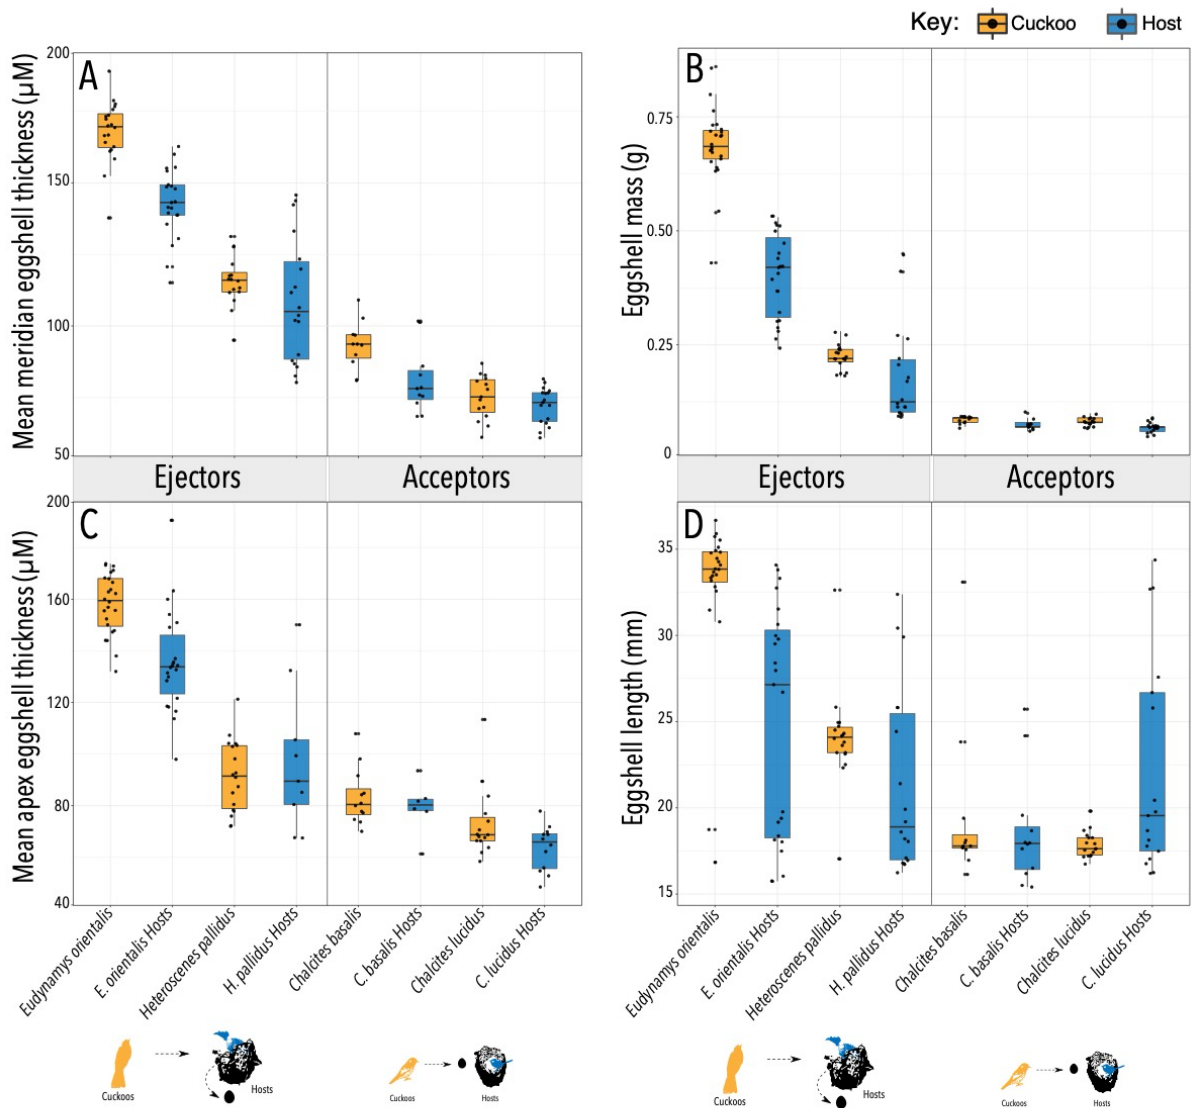 Key: Cuckoo Host
A
Mean meridian eggshell thickness (µM)
200
150
100
50
B
Eggshell mass (g)
0.75
0.50
0.25
0
Ejectors Acceptors
Ejectors Acceptors
C
Mean apex eggshell thickness (µM)
200
160
120
80
40
D
Eggshell length (mm)
35
30
25
20
15
Eudynamys orientalis
E. orientalis Hosts
Heteroscenes pallidus
H. pallidus Hosts
Chalcites basalis
C. basalis Hosts
Chalcites lucidus
C. lucidus Hosts
Eudynamys orientalis
E. orientalis Hosts
Heteroscenes pallidus
H. pallidus Hosts
Chalcites basalis
C. basalis Hosts
Chalcites lucidus
C. lucidus Hosts
Cuckoos
Hosts
Cuckoos
Hosts
Cuckoos
Hosts
Cuckoos
Hosts